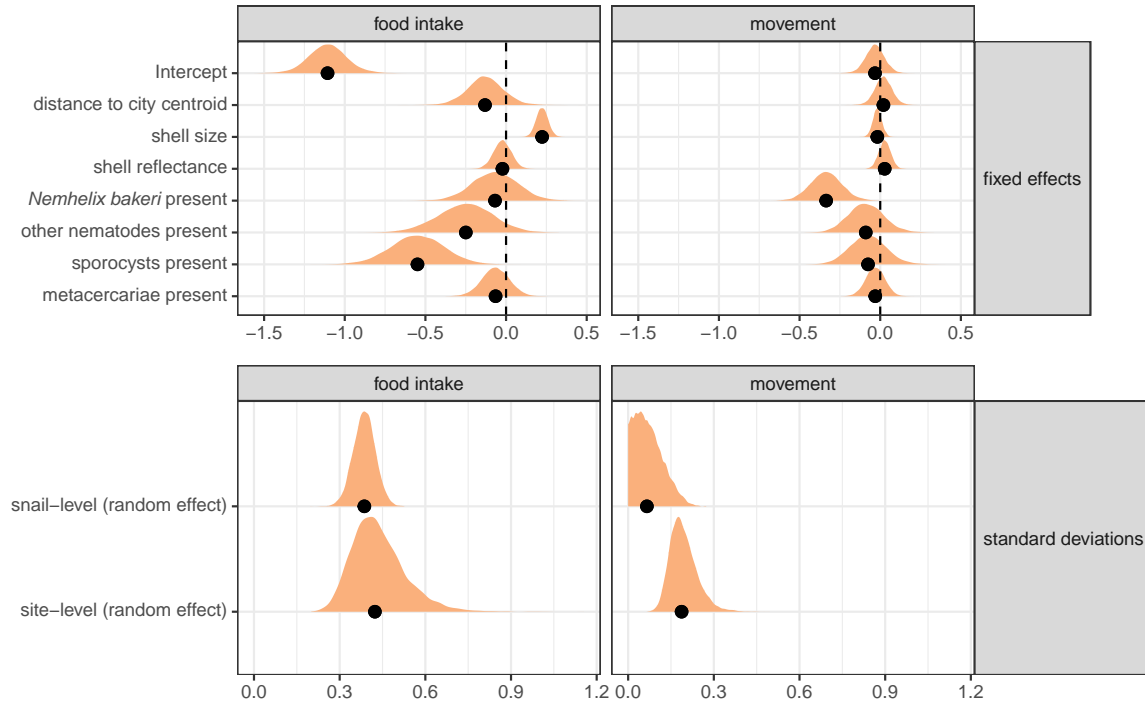 food intake
movement
Intercept
distance to city centroid
shell size
shell reflectance
Nemhelix bakeri present
other nematodes present
sporocysts present
metacercariae present
fixed effects
−1.5 −1.0 −0.5 0.0 0.5
−1.5 −1.0 −0.5 0.0 0.5
food intake
movement
snail−level (random effect)
site−level (random effect)
standard deviations
0.0 0.3 0.6 0.9 1.2
0.0 0.3 0.6 0.9 1.2